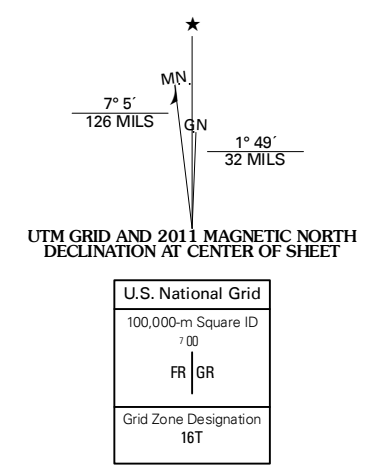 ★
M.N.
GN
7° 5´
126 MILS
1° 49´
32 MILS
UTM GRID AND 2011 MAGNETIC NORTH
DECLINATION AT CENTER OF SHEET
U.S. National Grid
100,000-m Square ID
7 00
FR GR
Grid Zone Designation
16T